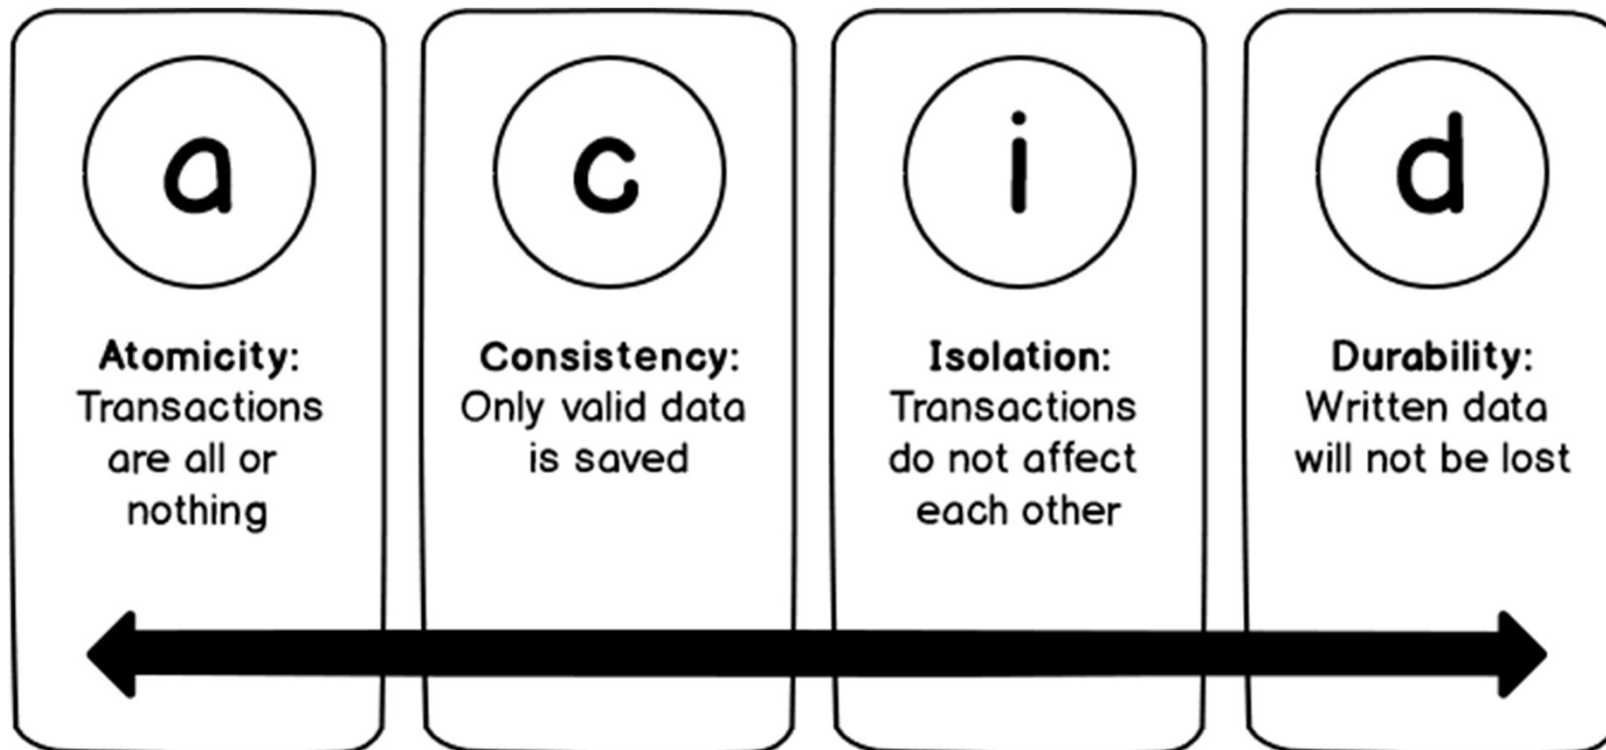 a
Atomicity:
Transactions
are all or
nothing
c
Consistency:
Only valid data
is saved
i
Isolation:
Transactions
do not affect
each other
d
Durability:
Written data
will not be lost